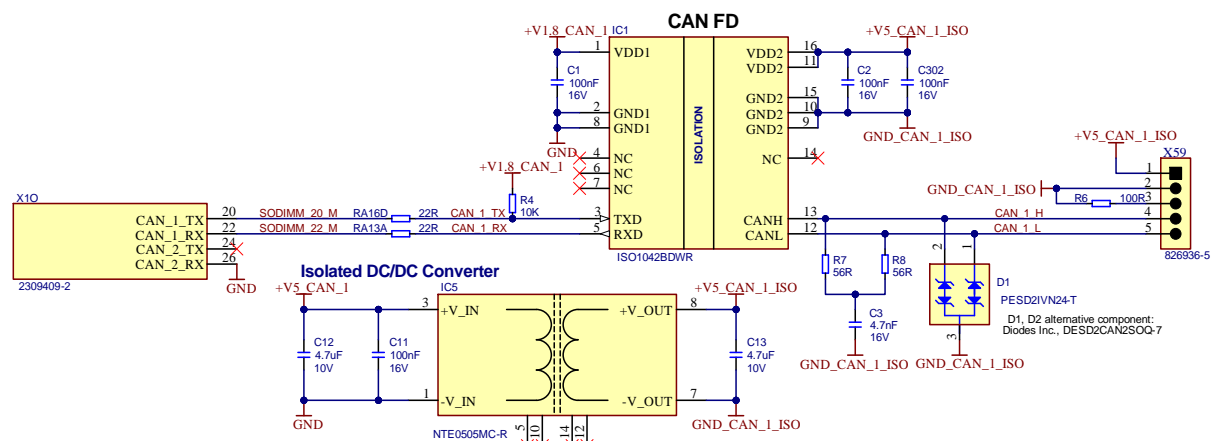 CAN FD
+V1.8_CAN_1
IC1
+V5_CAN_1_ISO
1
VDD1
VDD2
16
VDD2
11
C1
100nF
16V
C2
100nF
16V
C302
100nF
16V
2
GND1
8
GND1
GND2
15
GND2
10
GND2
9
GND
GND_CAN_1_ISO
ISOLATION
4
NC
6
NC
7
NC
NC
14
+V1.8_CAN_1
R4
10K
+V5_CAN_1_ISO
X59
1
GND_CAN_1_ISO
2
R6
100R
3
4
5
826936-5
X1O
CAN_1_TX
20
SODIMM_20_M
RA16D
22R
CAN_1_TX
3
TXD
CANH
13
CAN_1_H
CAN_1_RX
22
SODIMM_22_M
RA13A
22R
CAN_1_RX
5
RXD
CANL
12
CAN_1_L
CAN_2_TX
24
CAN_2_RX
26
GND
2309409-2
ISO1042BDWR
R7
56R
R8
56R
2
1
D1
PESD2IVN24-T
D1, D2 alternative component:
Diodes Inc., DESD2CAN2SOQ-7
3
C3
4.7nF
16V
GND_CAN_1_ISO
GND_CAN_1_ISO
Isolated DC/DC Converter
+V5_CAN_1
IC5
+V5_CAN_1_ISO
3
+V_IN
+V_OUT
8
C12
4.7uF
10V
C11
100nF
16V
C13
4.7uF
10V
1
-V_IN
-V_OUT
7
GND
GND_CAN_1_ISO
NTE0505MC-R
5
10
14
12